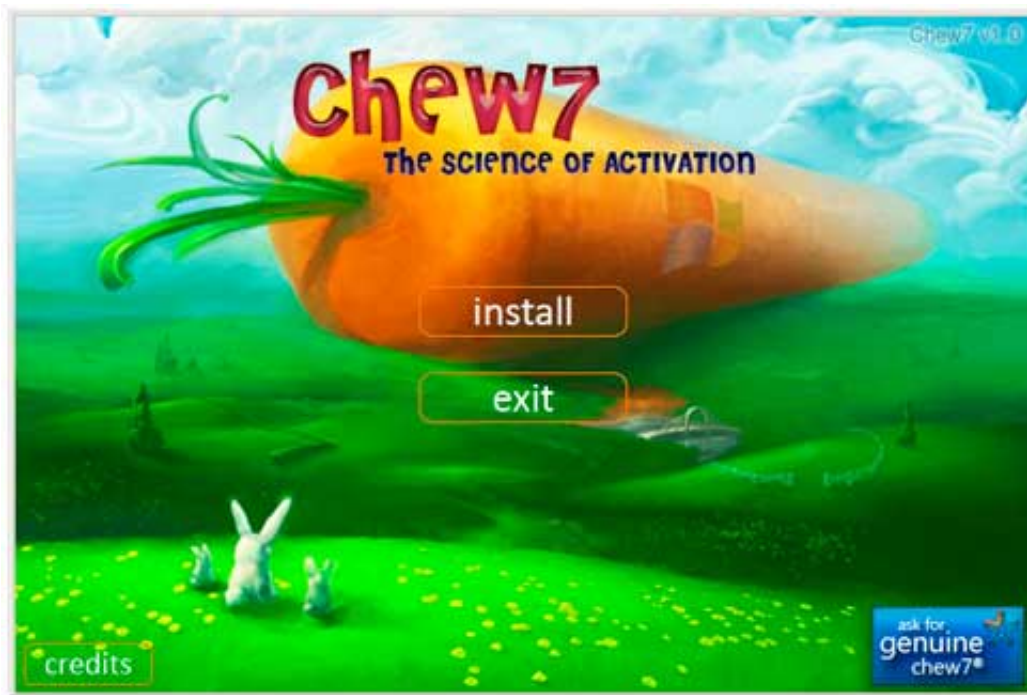 Chew7 v1.0
Chew7
THE SCIENCE OF ACTIVATION
install
exit
credits
ask for
genuine
chew7®